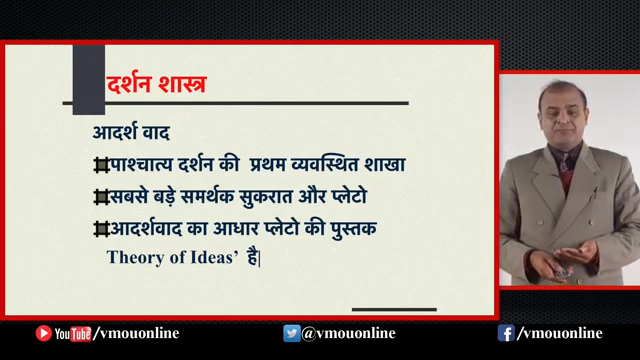 दर्शन शास्त्र
आदर्श वाद
पाश्चात्य दर्शन की प्रथम व्यवस्थित शाखा
सबसे बड़े समर्थक सुकरात और प्लेटो
आदर्शवाद का आधार प्लेटो की पुस्तक
Theory of Ideas’ है|
YouTube/vmouonline
@vmouonline
f/vmouonline